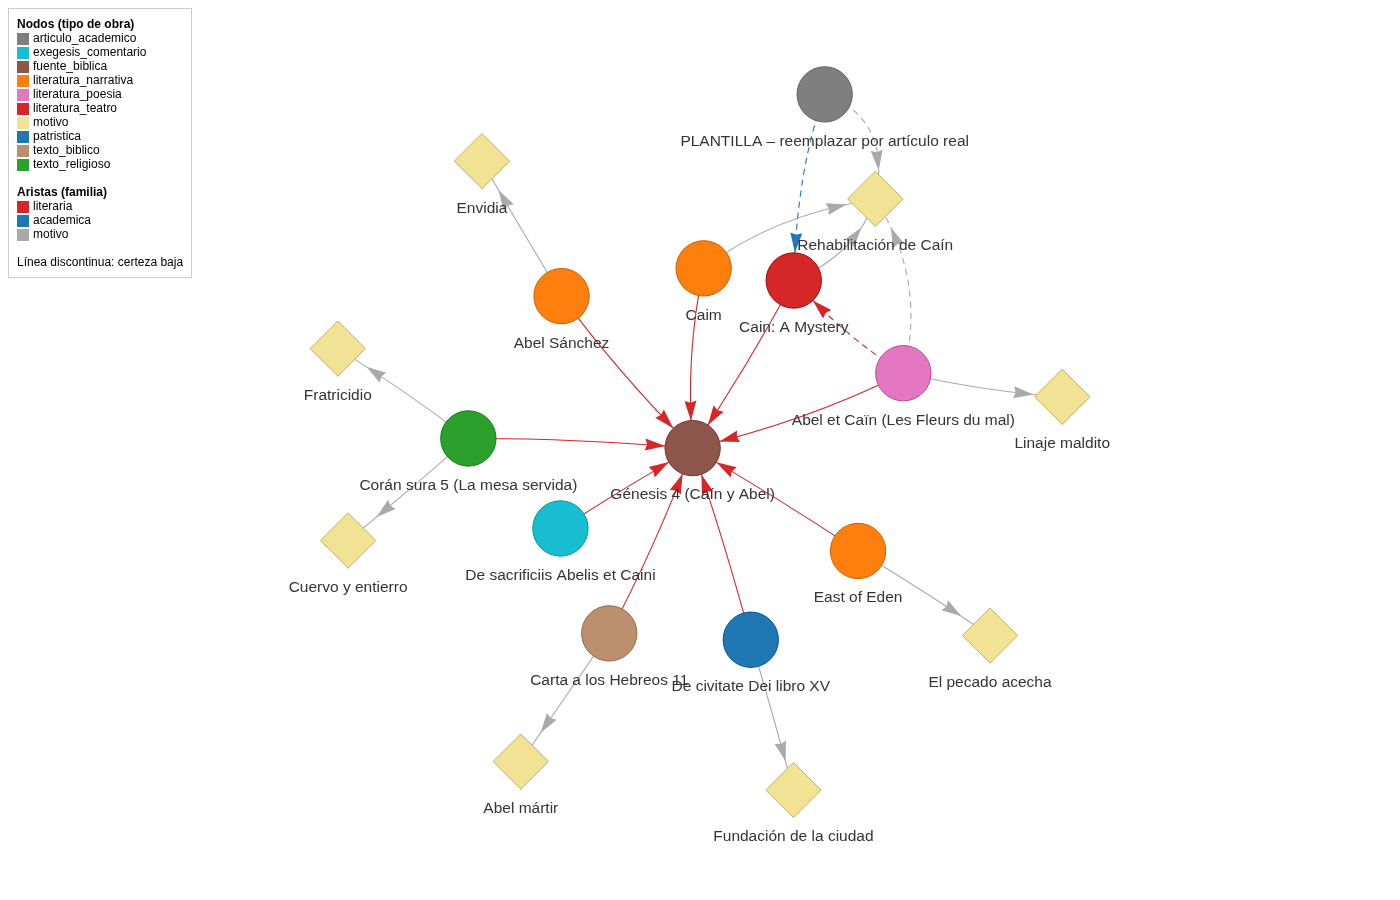 Nodos (tipo de obra)
articulo_academico
exegesis_comentario
fuente_biblica
literatura_narrativa
literatura_poesia
literatura_teatro
motivo
patristica
texto_biblico
texto_religioso
Aristas (familia)
literaria
academica
motivo
Línea discontinua: certeza baja
PLANTILLA – reemplazar por artículo real
Envidia
Rehabilitación de Caín
Caim
Cain: A Mystery
Abel Sánchez
Fratricidio
Abel et Caïn (Les Fleurs du mal)
Linaje maldito
Corán sura 5 (La mesa servida)
Génesis 4 (Caín y Abel)
De sacrificiis Abelis et Caini
Cuervo y entierro
East of Eden
Carta a los Hebreos 11
De civitate Dei libro XV
El pecado acecha
Abel mártir
Fundación de la ciudad